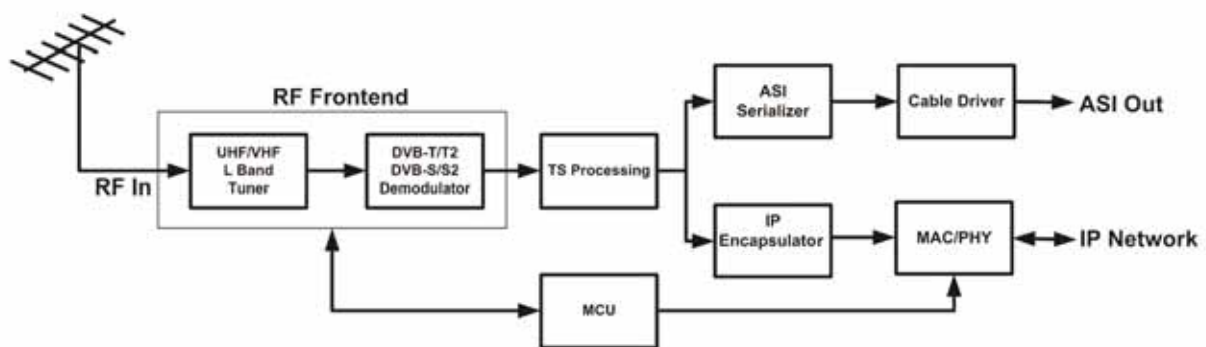 RF Frontend
RF In
UHF/VHF
L Band
Tuner
DVB-T/T2
DVB-S/S2
Demodulator
TS Processing
ASI
Serializer
Cable Driver
ASI Out
IP
Encapsulator
MAC/PHY
IP Network
MCU